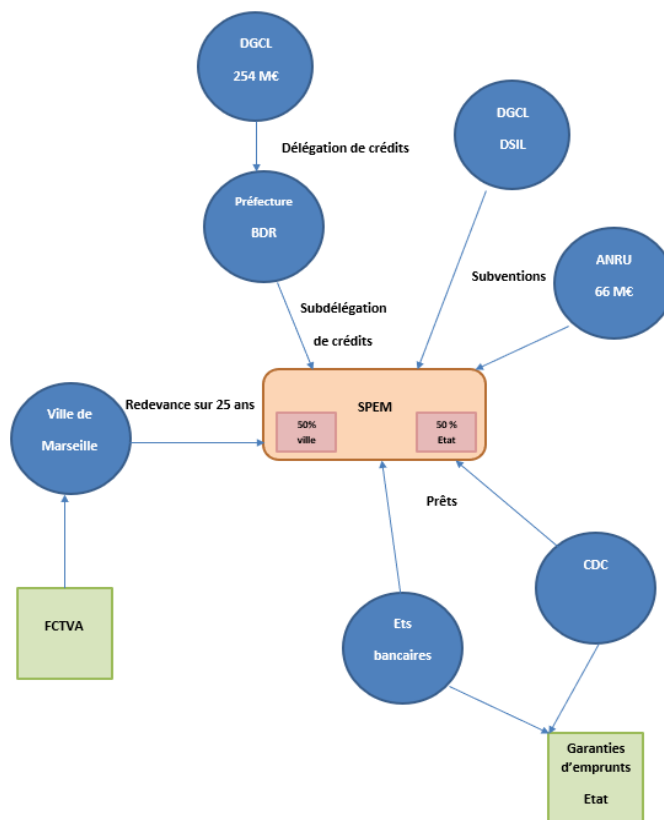 DGCL
254 M€
DGCL
DSIL
Délégation de crédits
Préfecture
BDR
ANRU
66 M€
Subventions
Subdélégation
de crédits
Ville de
Marseille
Redevance sur 25 ans
SPEM
50%
ville
50 %
Etat
Prêts
CDC
FCTVA
Ets
bancaires
Garanties
d'emprunts
Etat